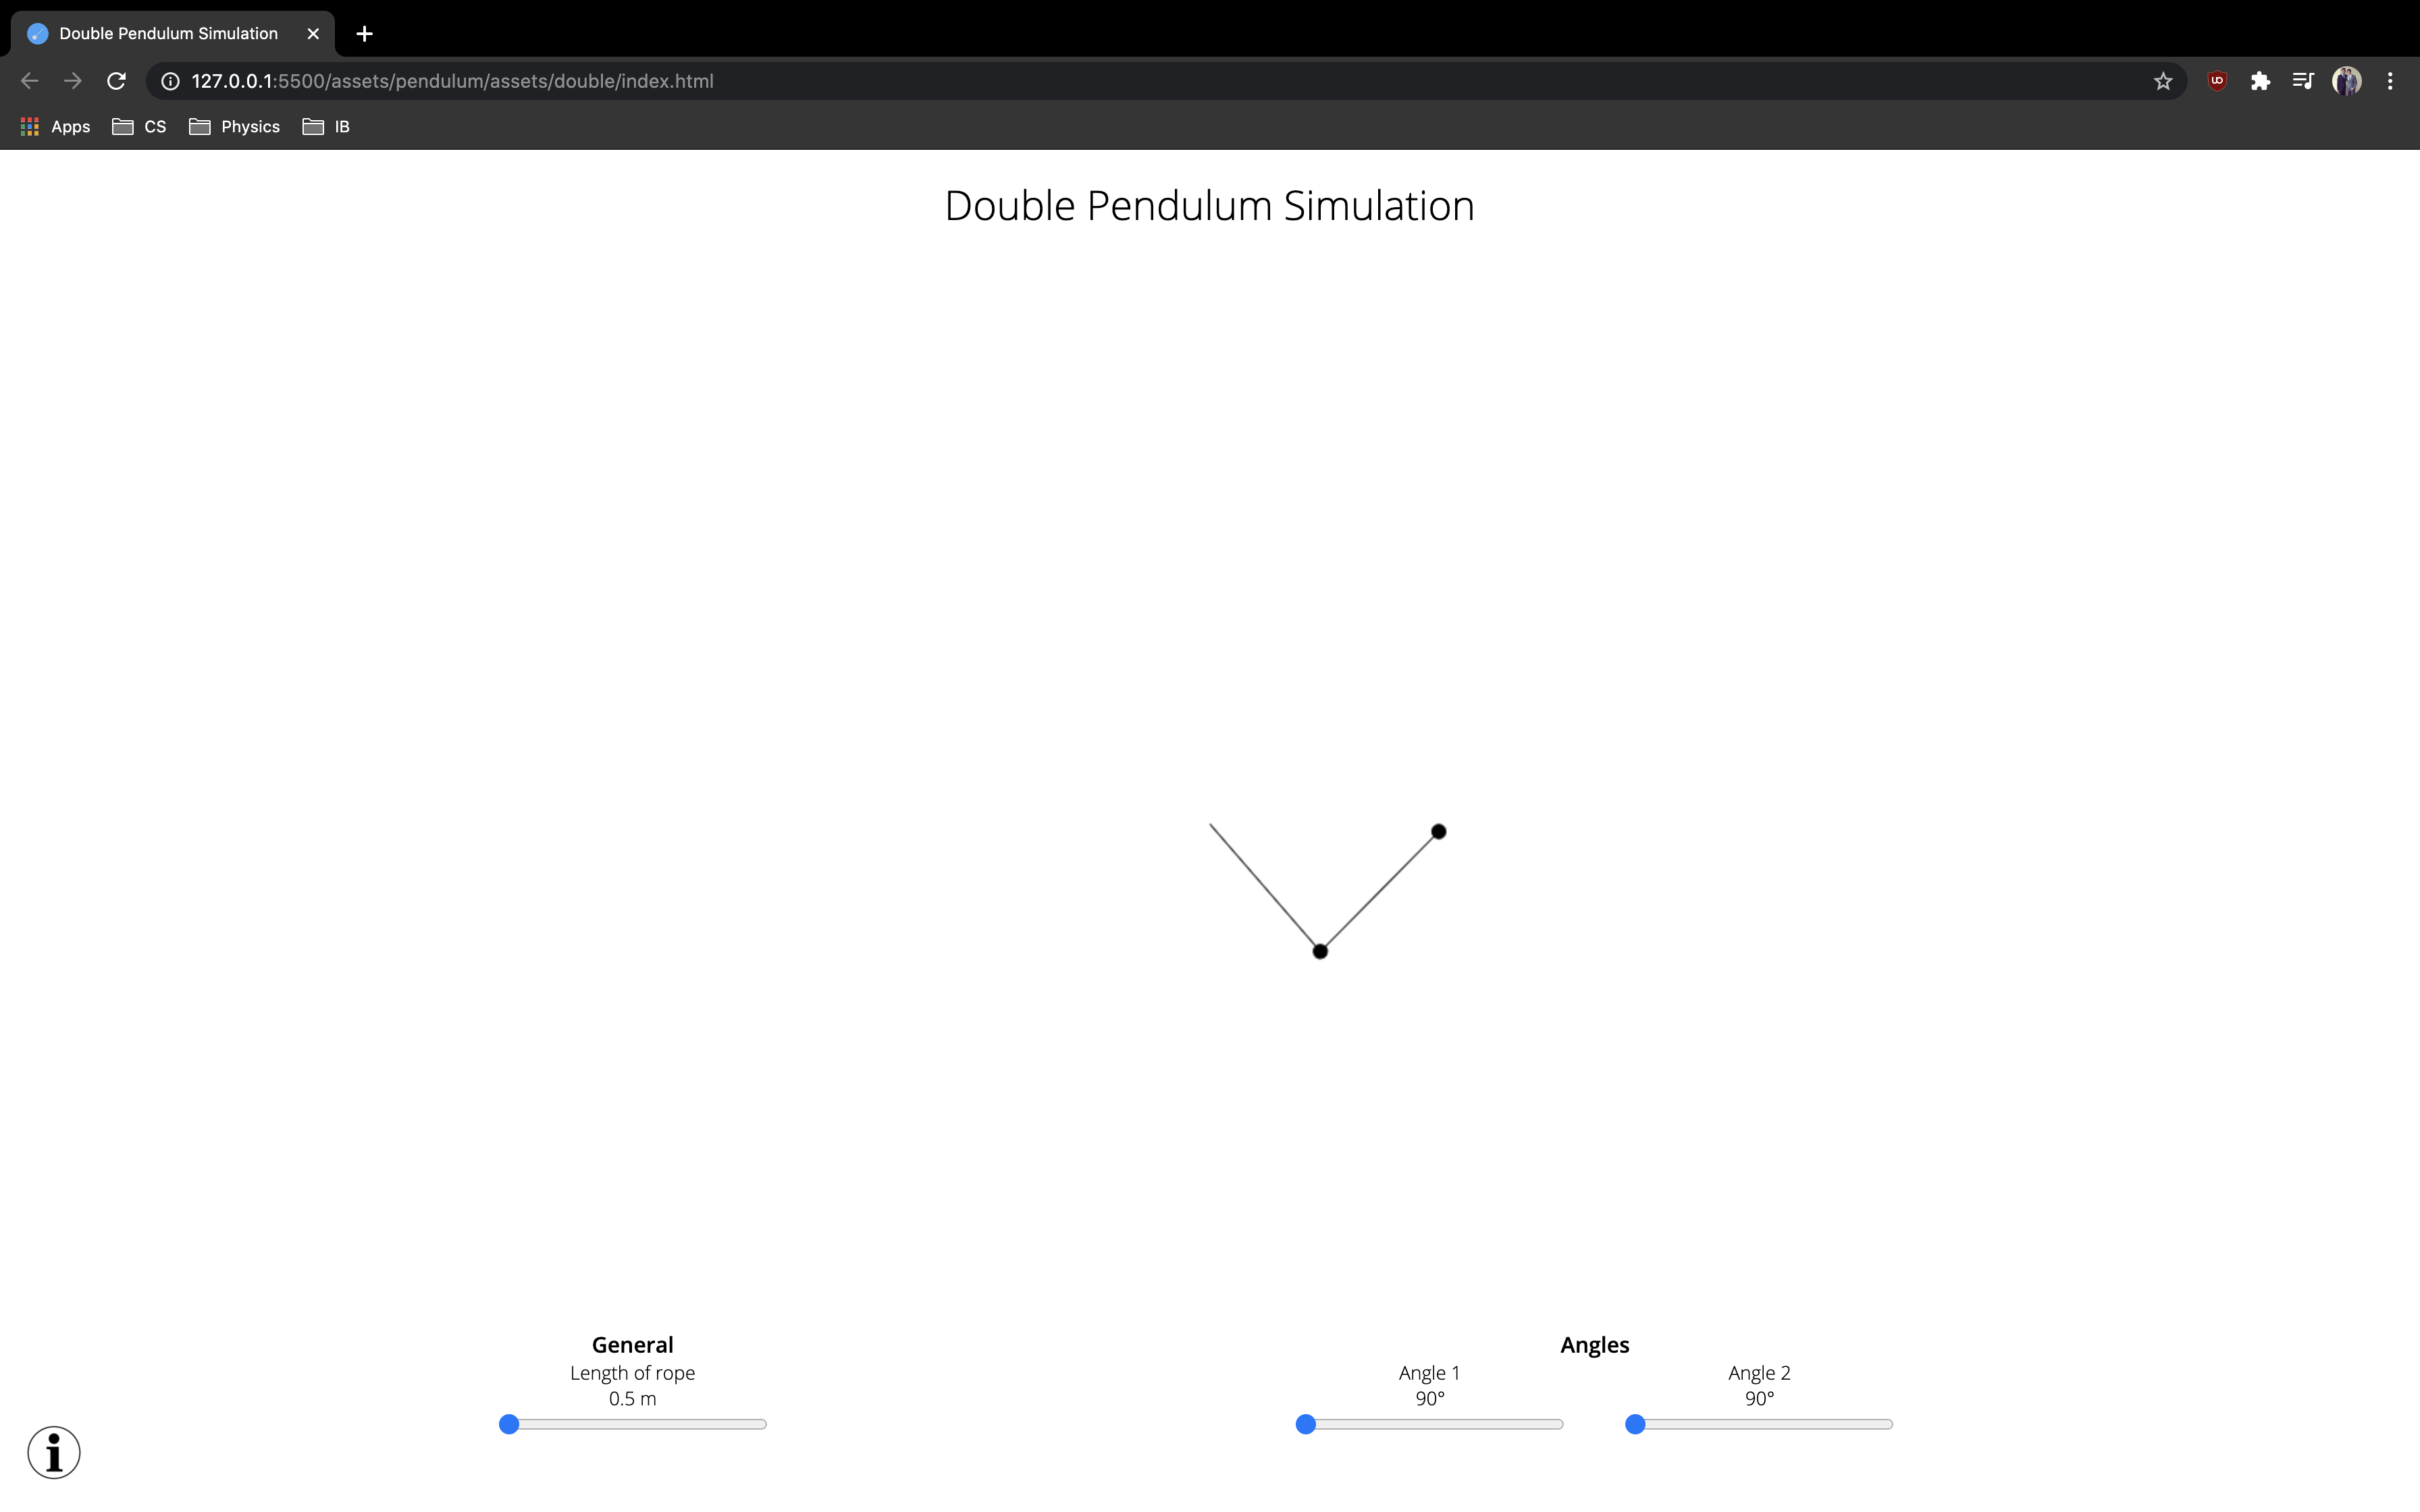 Double Pendulum Simulation
127.0.0.1:5500/assets/pendulum/assets/double/index.html
Apps CS Physics IB
Double Pendulum Simulation
General
Length of rope
0.5 m
Angles
Angle 1 Angle 2
90° 90°